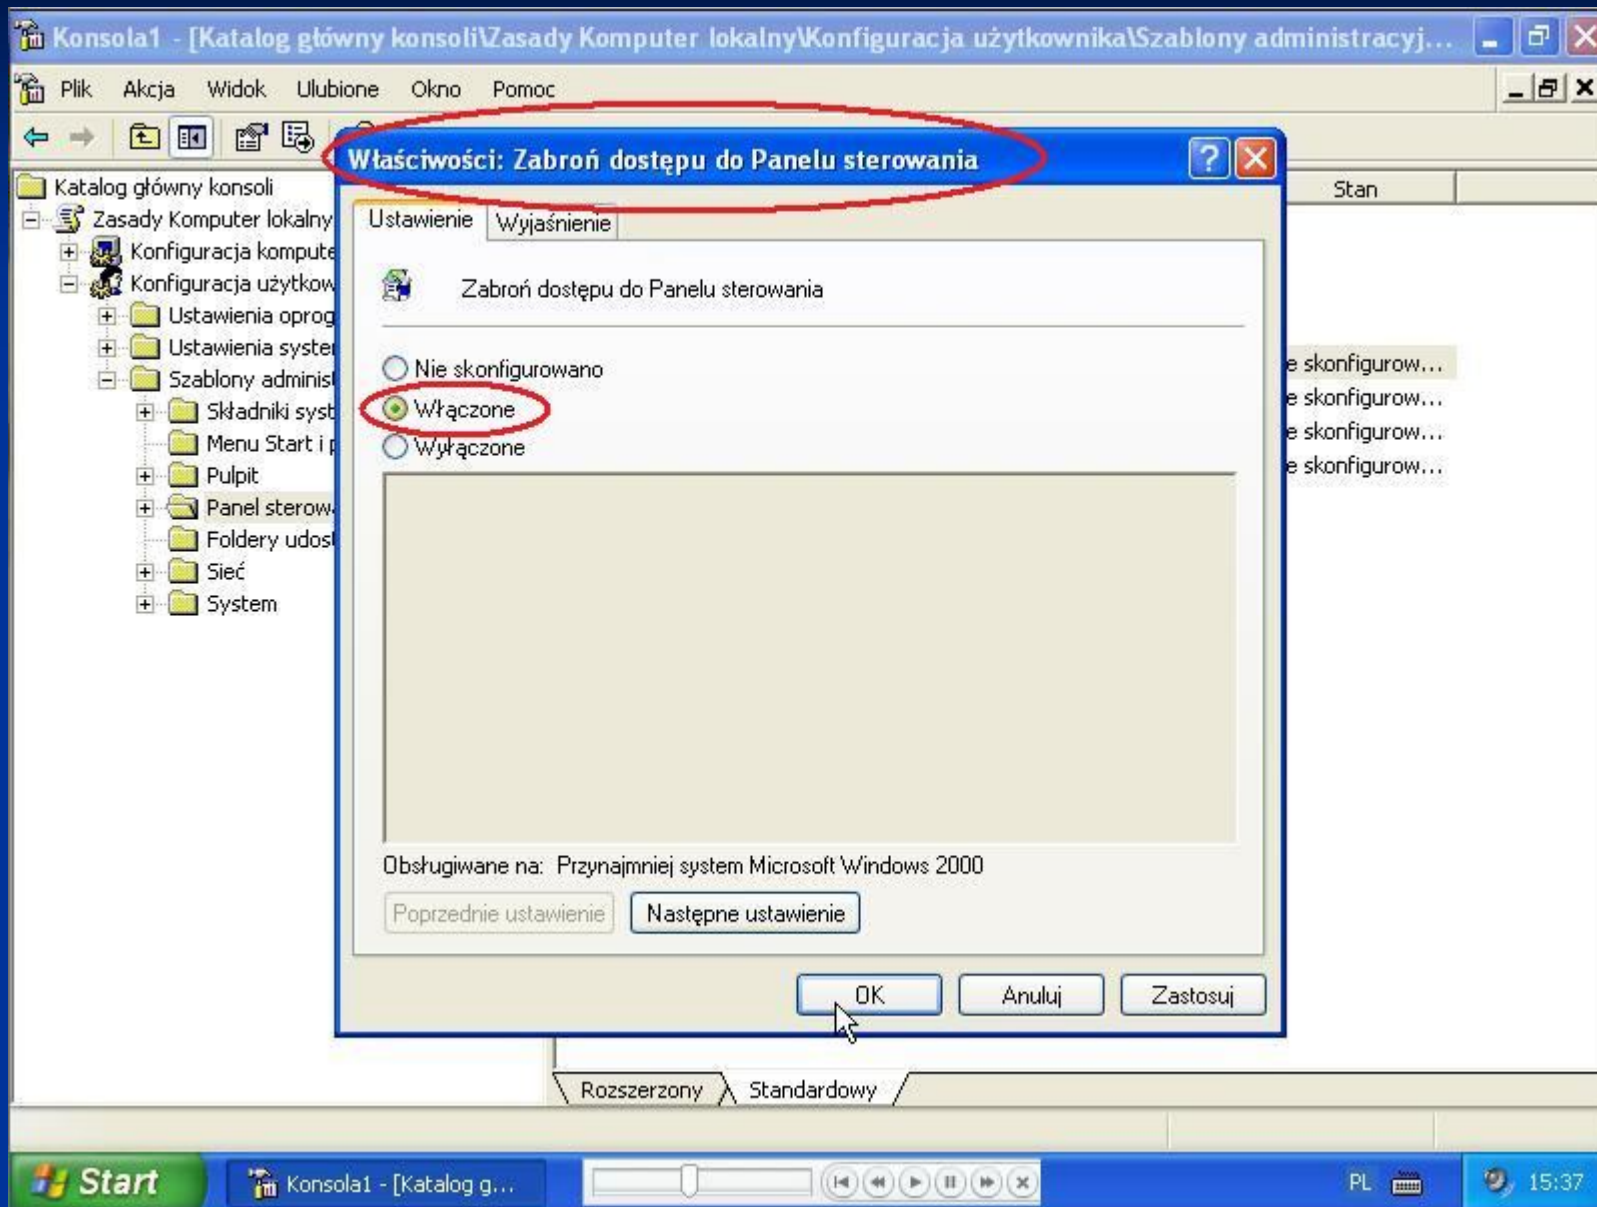 Konsola1 - [Katalog główny konsoli\Zasady Komputer lokalny\Konfiguracja użytkownika\Szablony administracyj...
Plik Akcja Widok Ulubione Okno Pomoc
Właściwości: Zabroń dostępu do Panelu sterowania
Katalog główny konsoli
Zasady Komputer lokalny
Konfiguracja kompute
Konfiguracja użytkow
Ustawienia oprog
Ustawienia syste
Szablony adminis
Składniki syst
Menu Start i p
Pulpit
Panel sterow
Foldery udos
Sieć
System
Stan
e skonfigurow...
e skonfigurow...
e skonfigurow...
e skonfigurow...
Ustawienie Wyjaśnienie
Zabroń dostępu do Panelu sterowania
Nie skonfigurowano
Włączone
Wyłączone
Obsługiwane na: Przynajmniej system Microsoft Windows 2000
Poprzednie ustawienie Następne ustawienie
OK Anuluj Zastosuj
Rozszerzony Standardowy
Start Konsola1 - [Katalog g... PL 15:37